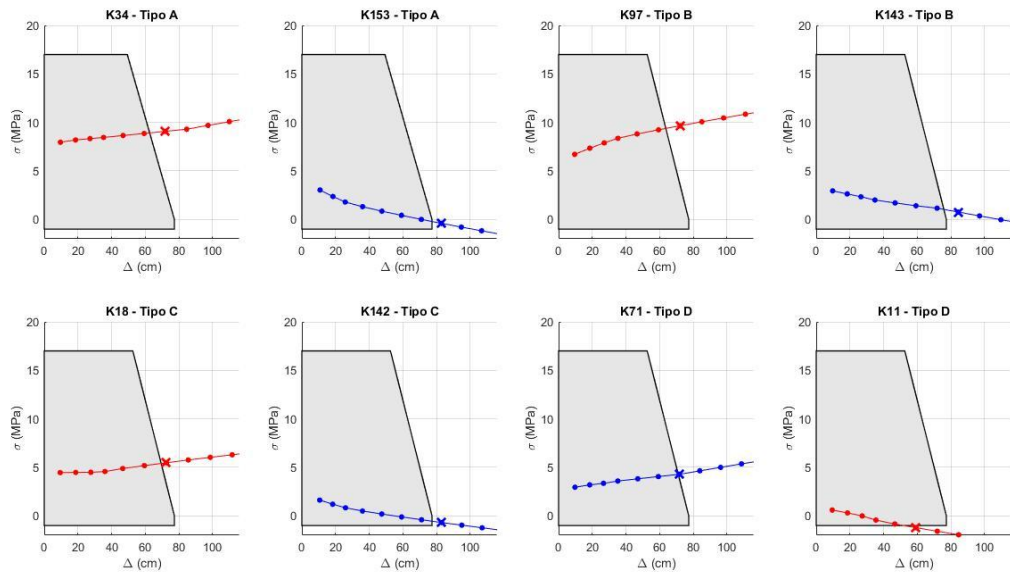 K34 - Tipo A
20
15
10
5
0
σ (MPa)
0 20 40 60 80 100
Δ (cm)
K153 - Tipo A
20
15
10
5
0
σ (MPa)
0 20 40 60 80 100
Δ (cm)
K97 - Tipo B
20
15
10
5
0
σ (MPa)
0 20 40 60 80 100
Δ (cm)
K143 - Tipo B
20
15
10
5
0
σ (MPa)
0 20 40 60 80 100
Δ (cm)
K18 - Tipo C
20
15
10
5
0
σ (MPa)
0 20 40 60 80 100
Δ (cm)
K142 - Tipo C
20
15
10
5
0
σ (MPa)
0 20 40 60 80 100
Δ (cm)
K71 - Tipo D
20
15
10
5
0
σ (MPa)
0 20 40 60 80 100
Δ (cm)
K11 - Tipo D
20
15
10
5
0
σ (MPa)
0 20 40 60 80 100
Δ (cm)